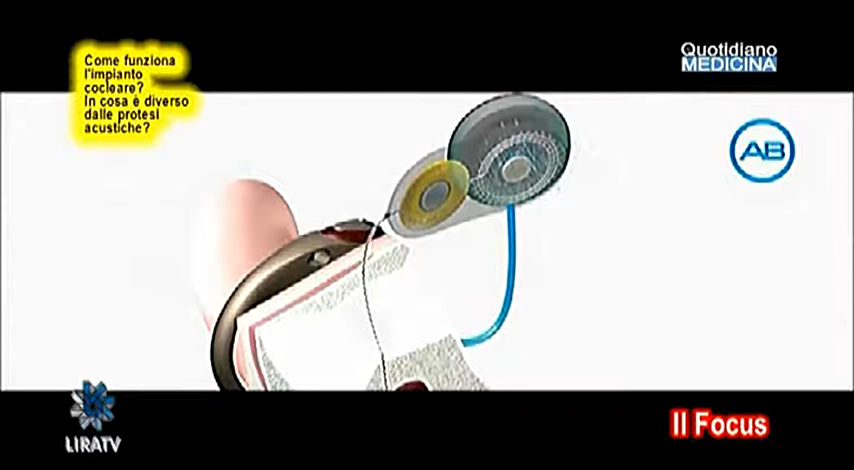 Come funziona
l'impianto
cocleare?
In cosa è diverso
dalle protesi
acustiche?
Quotidiano
MEDICINA
AB
LIRATV
Il Focus